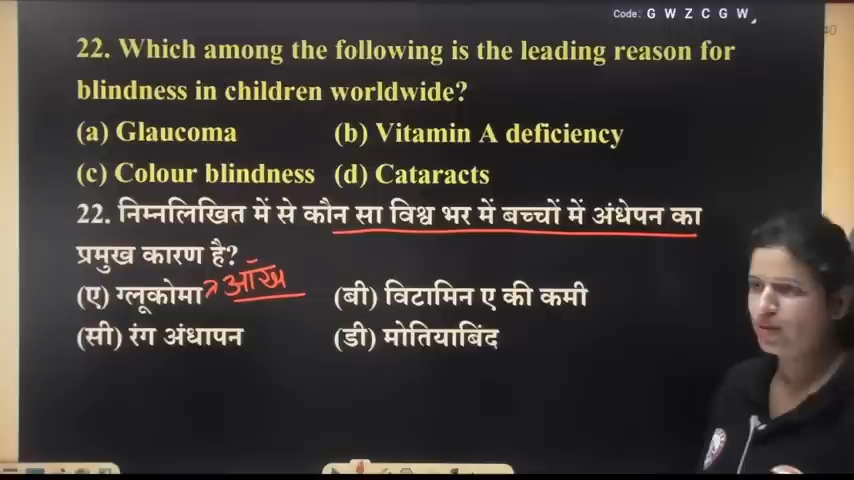 Code: G W Z C G W
40
22. Which among the following is the leading reason for
blindness in children worldwide?
(a) Glaucoma (b) Vitamin A deficiency
(c) Colour blindness (d) Cataracts
22. निम्नलिखित में से कौन सा विश्व भर में बच्चों में अंधेपन का
प्रमुख कारण है?
(ए) ग्लूकोमा आँख (बी) विटामिन ए की कमी
(सी) रंग अंधापन (डी) मोतियाबिंद